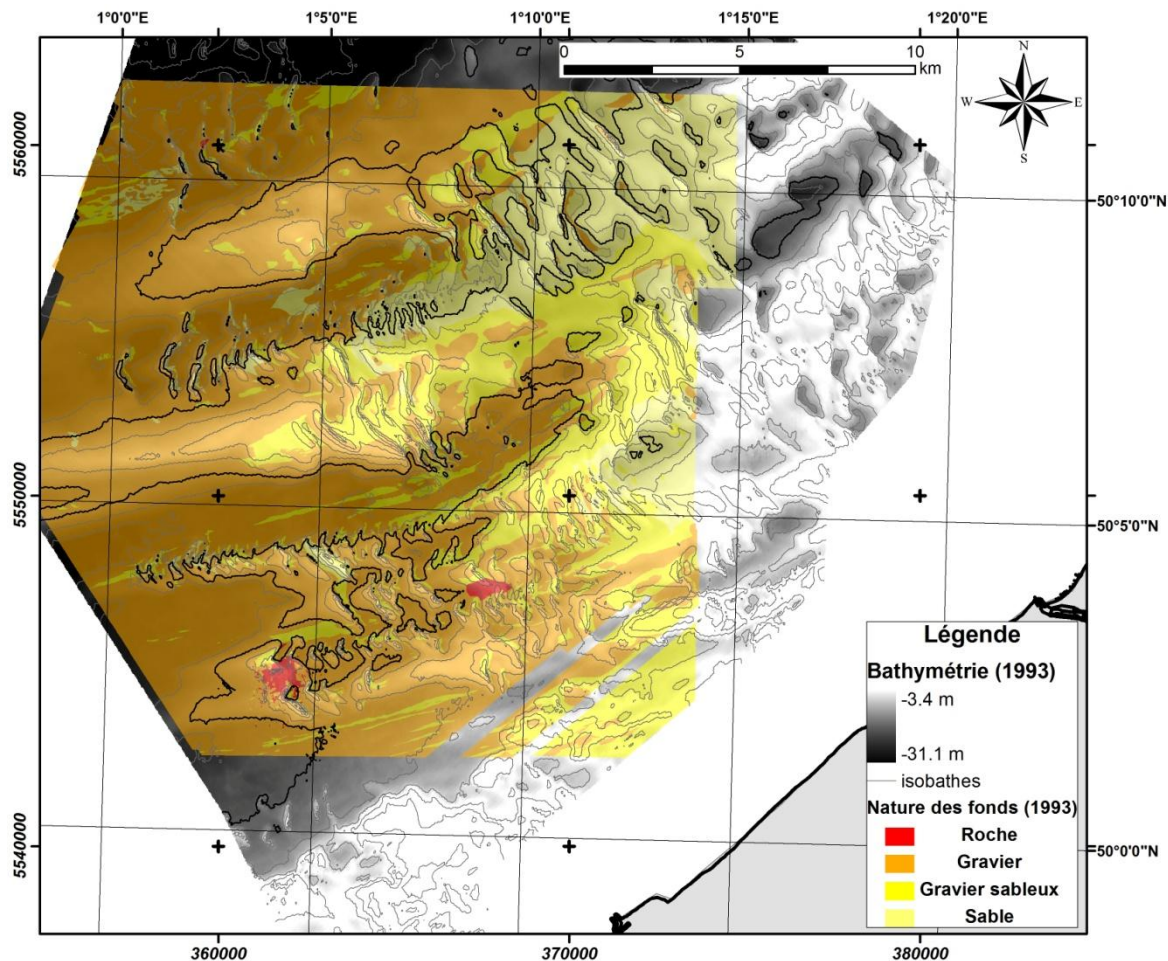 1°0'0"E 1°5'0"E 1°10'0"E 1°15'0"E 1°20'0"E
0 5 10
km
N
W E
S
5560000
50°10'0"N
5550000
50°5'0"N
5540000
50°0'0"N
Légende
Bathymétrie (1993)
-3.4 m
-31.1 m
isobathes
Nature des fonds (1993)
Roche
Gravier
Gravier sableux
Sable
360000 370000 380000